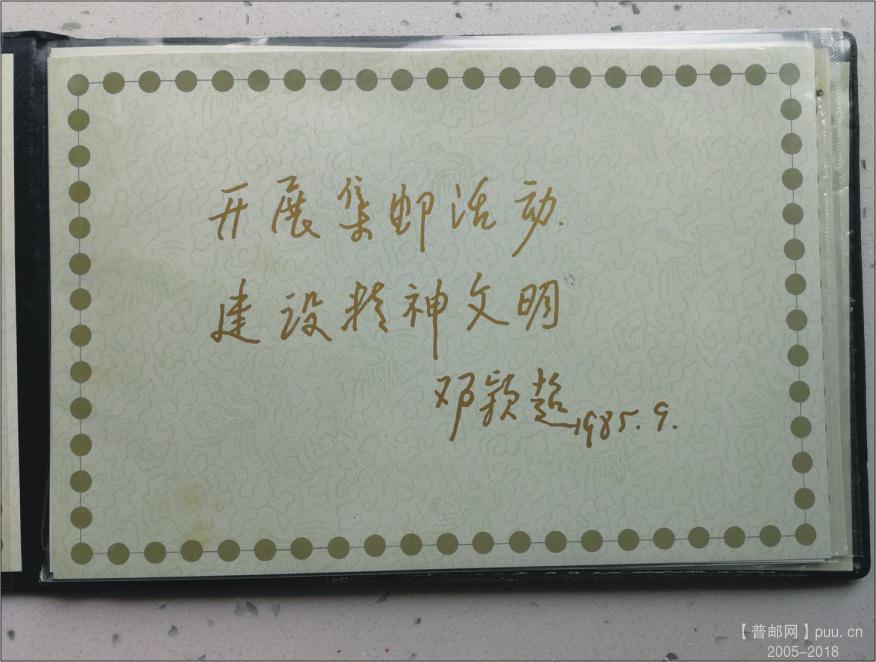 开展集邮活动.
建设精神文明
邓颖超 1985.9.
【普邮网】puu.cn
2005–2018